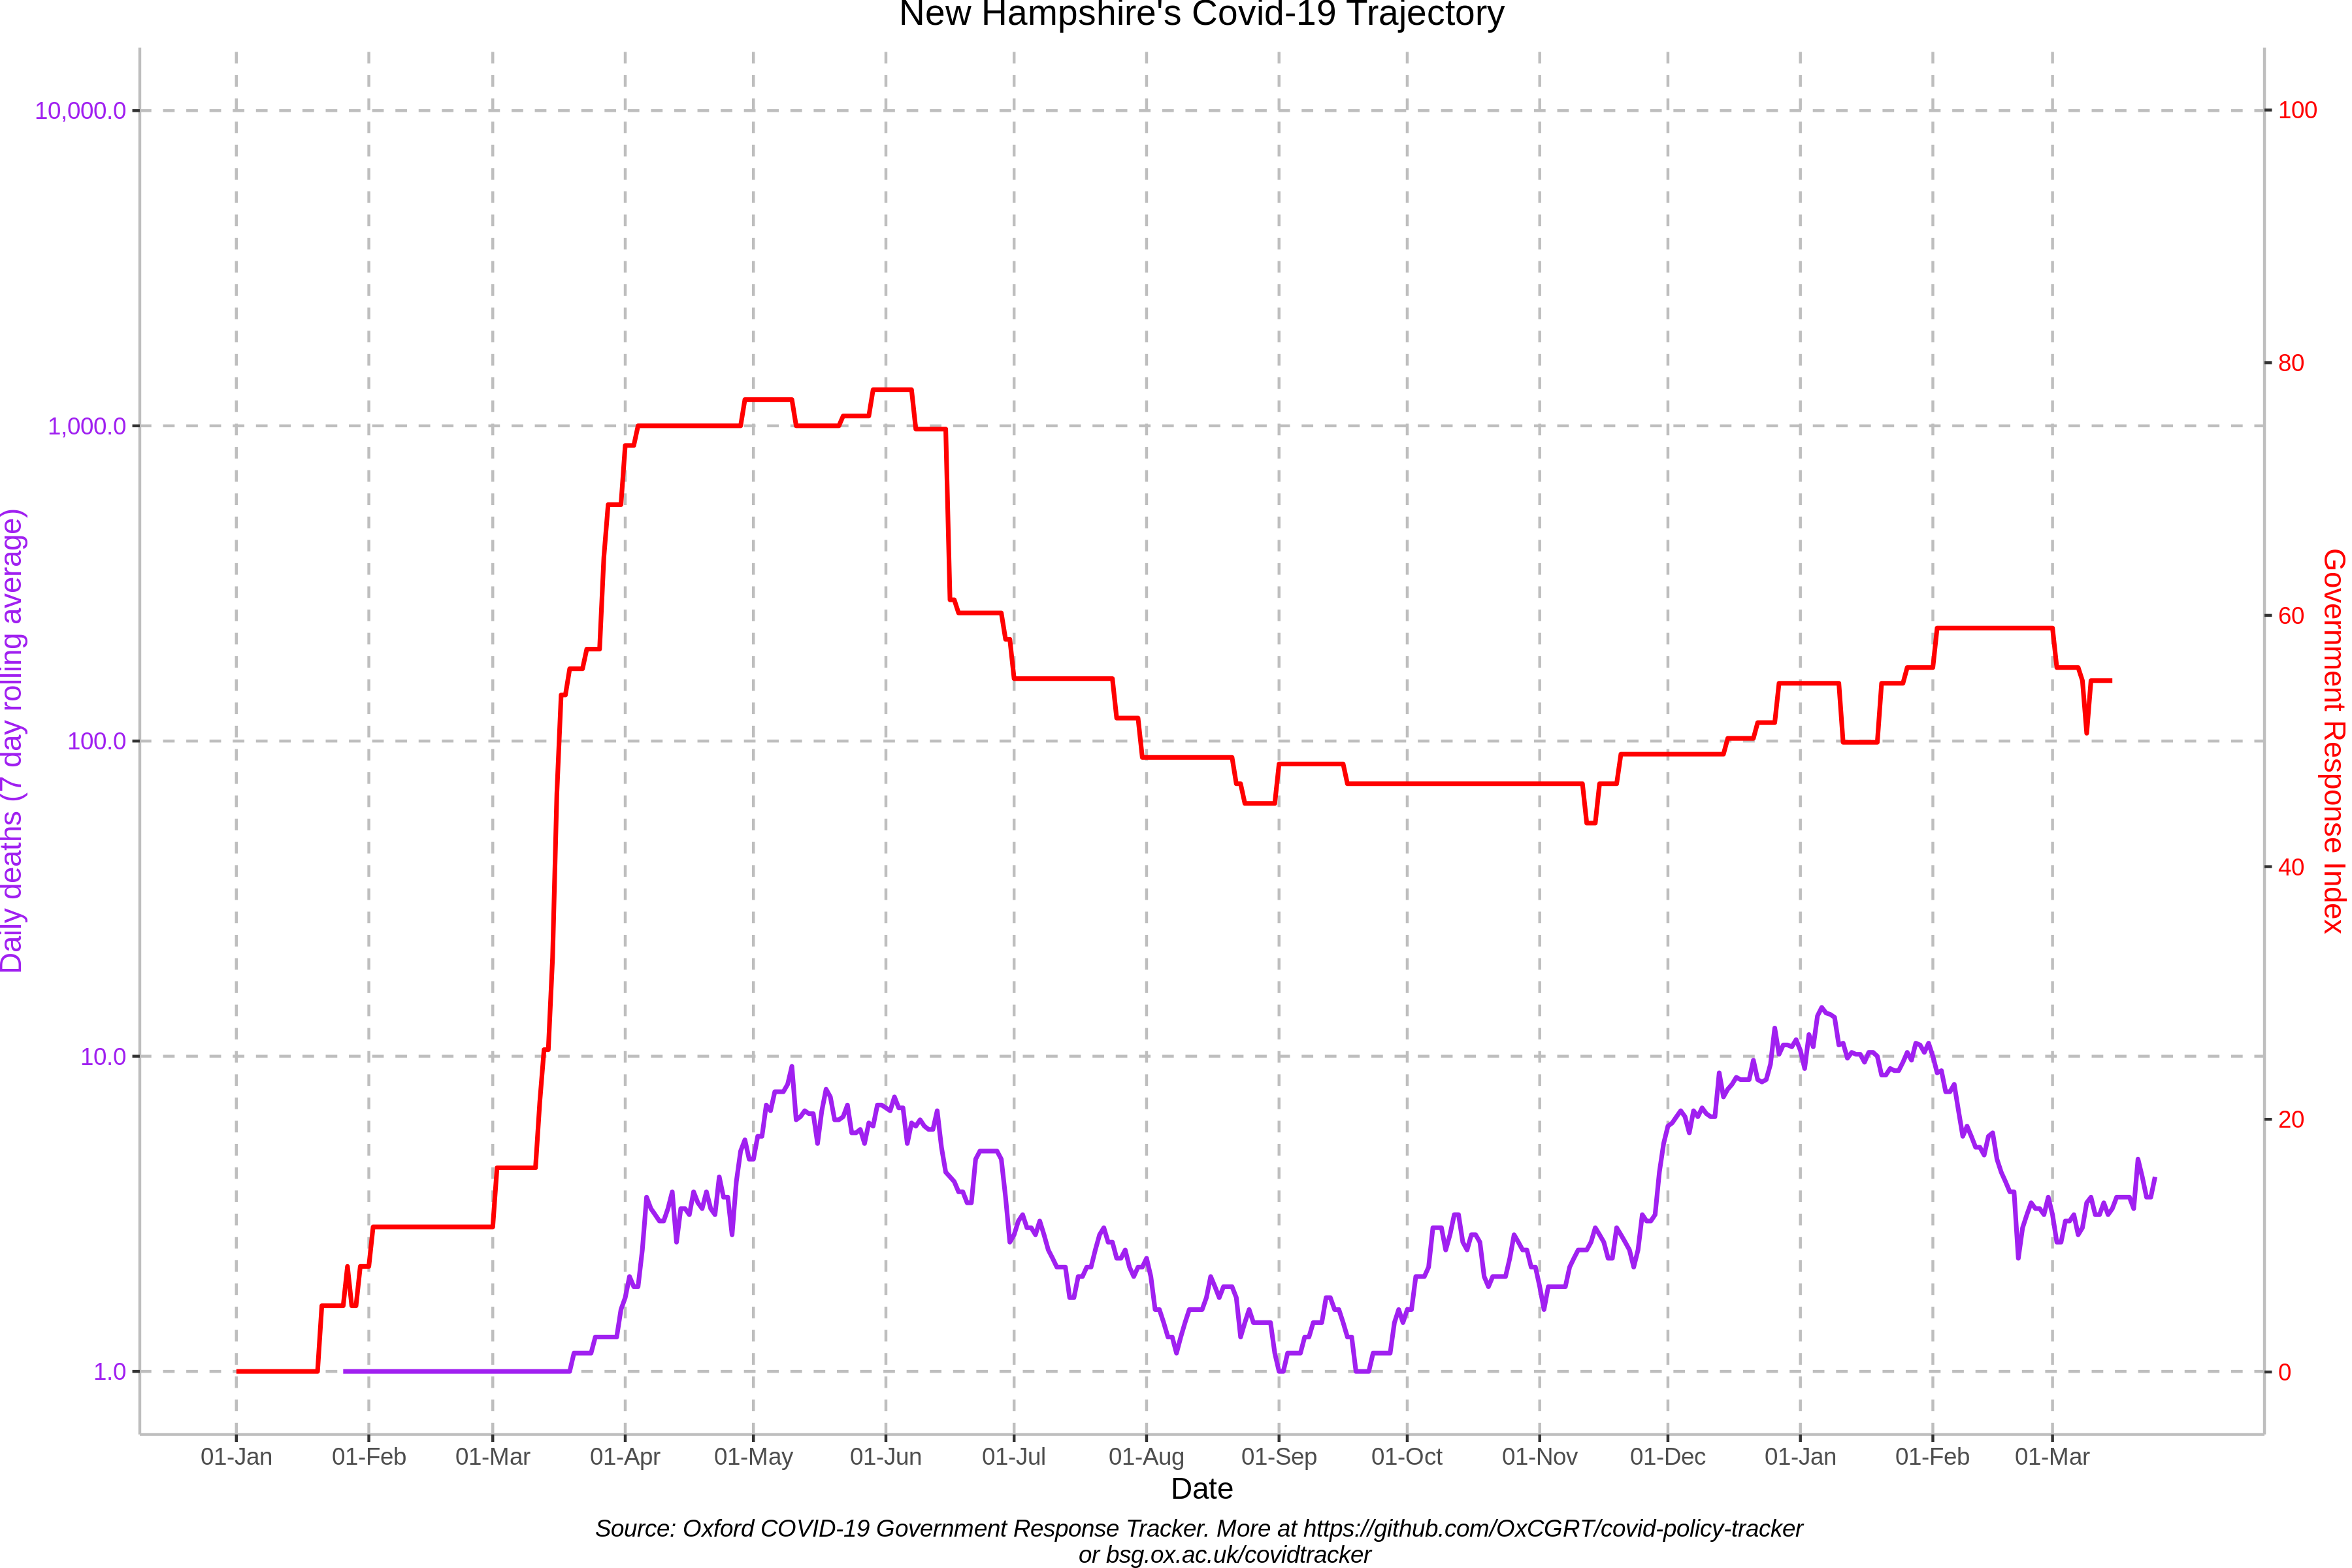 New Hampshire's Covid-19 Trajectory
10,000.0
1,000.0
100.0
10.0
1.0
Daily deaths (7 day rolling average)
100
80
60
40
20
0
Government Response Index
01-Jan 01-Feb 01-Mar 01-Apr 01-May 01-Jun 01-Jul 01-Aug 01-Sep 01-Oct 01-Nov 01-Dec 01-Jan 01-Feb 01-Mar
Date
Source: Oxford COVID-19 Government Response Tracker. More at https://github.com/OxCGRT/covid-policy-tracker
or bsg.ox.ac.uk/covidtracker